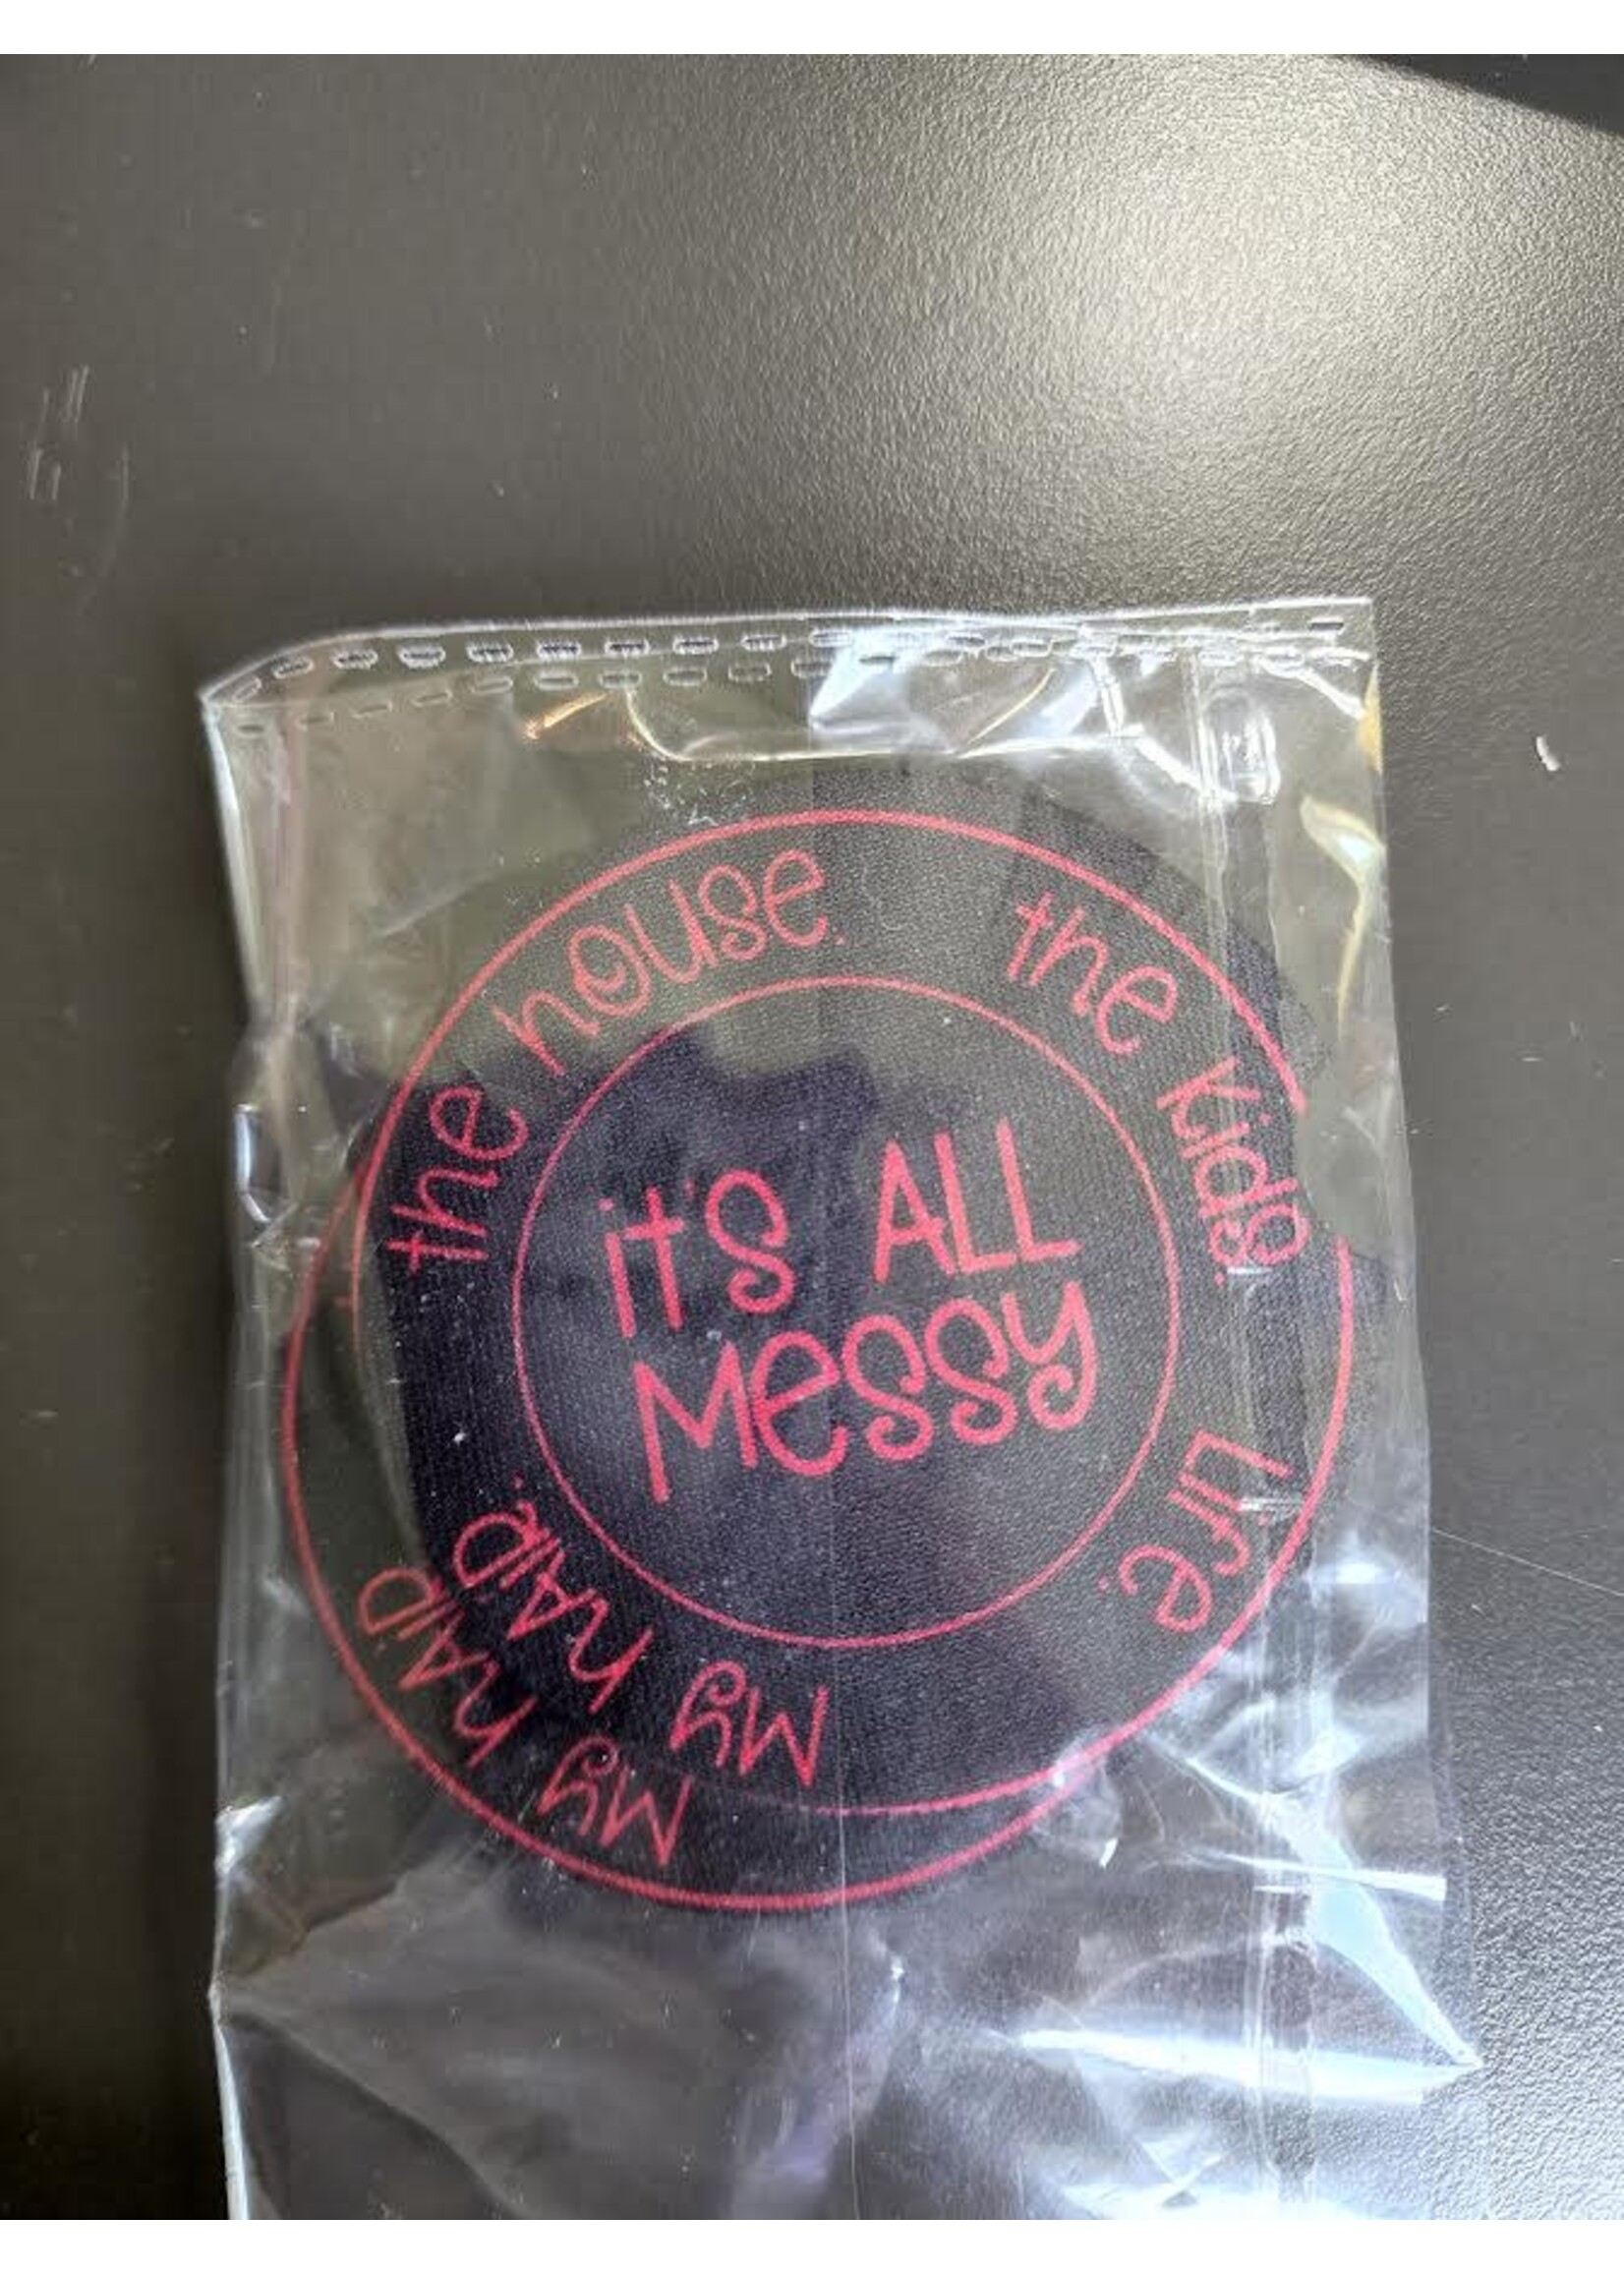 the house.
the kids.
Life.
My hAIR.
My hAIR
it's ALL
Messy